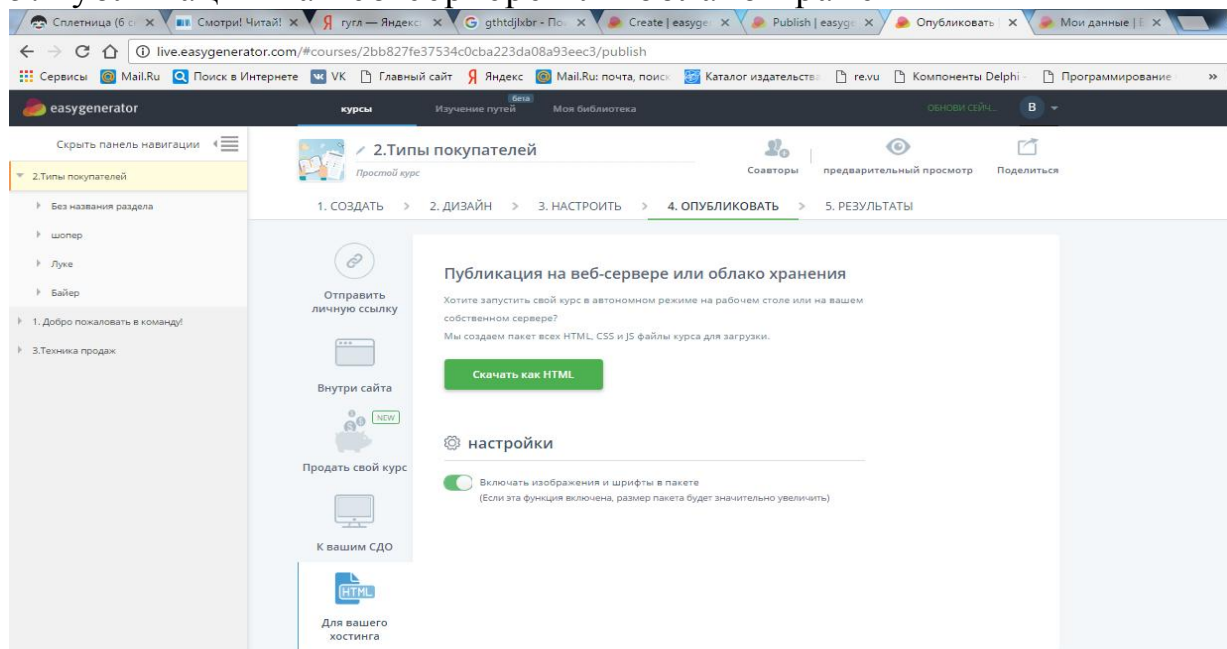 Сплетница (6 с
Смотри! Читай!
гугл — Яндекс
gthtdjlxbr - По
Create | easyge
Publish | easyge
Опубликовать
Мои данные | E
live.easygenerator.com/#courses/2bb827fe37534c0cba223da08a93eec3/publish
Сервисы Mail.Ru Поиск в Интернете VK Главный сайт Яндекс Mail.Ru: почта, поиск Каталог издательства re.vu Компоненты Delphi - Программирование »
easygenerator курсы Изучение путей бета Моя библиотека ОБНОВИ СЕЙЧ... B
Скрыть панель навигации
2.Типы покупателей
Без названия раздела
шопер
Луке
Байер
1. Добро пожаловать в команду!
3.Техника продаж
2.Типы покупателей
Простой курс
Соавторы предварительный просмотр Поделиться
1. СОЗДАТЬ > 2. ДИЗАЙН > 3. НАСТРОИТЬ > 4. ОПУБЛИКОВАТЬ > 5. РЕЗУЛЬТАТЫ
Отправить
личную ссылку
Внутри сайта
NEW
Продать свой курс
К вашим СДО
HTML
Для вашего
хостинга
Публикация на веб-сервере или облако хранения
Хотите запустить свой курс в автономном режиме на рабочем столе или на вашем
собственном сервере?
Мы создаем пакет всех HTML, CSS и JS файлы курса для загрузки.
Скачать как HTML
настройки
Включать изображения и шрифты в пакете
(Если эта функция включена, размер пакета будет значительно увеличить)